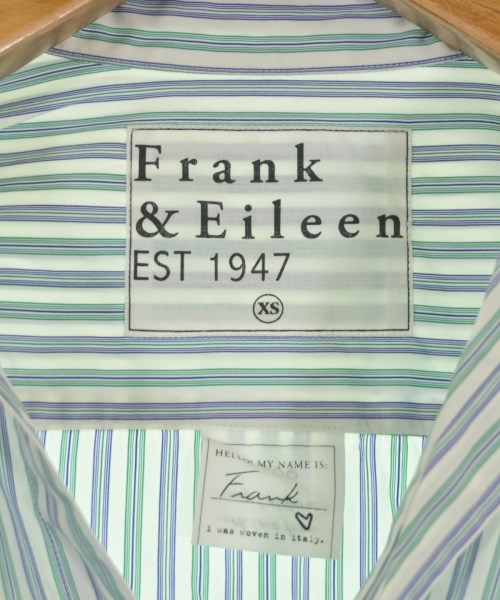 Frank
& Eileen
EST 1947
XS
HELLO MY NAME IS:
Frank
i was woven in italy.